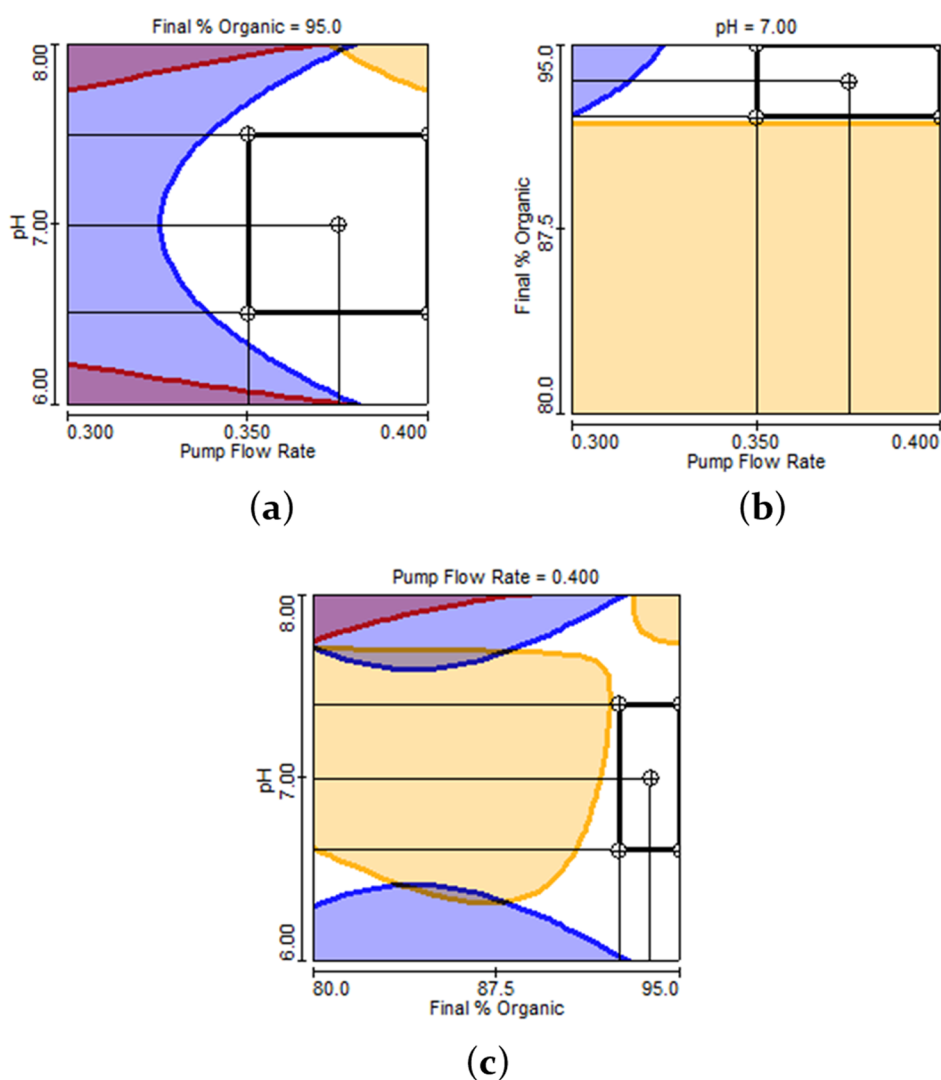 Final % Organic = 95.0
8.00
7.00
6.00
pH
0.300
0.350
0.400
Pump Flow Rate
(a)
pH = 7.00
95.0
87.5
80.0
Final % Organic
0.300
0.350
0.400
Pump Flow Rate
(b)
Pump Flow Rate = 0.400
8.00
7.00
6.00
pH
80.0
87.5
95.0
Final % Organic
(c)